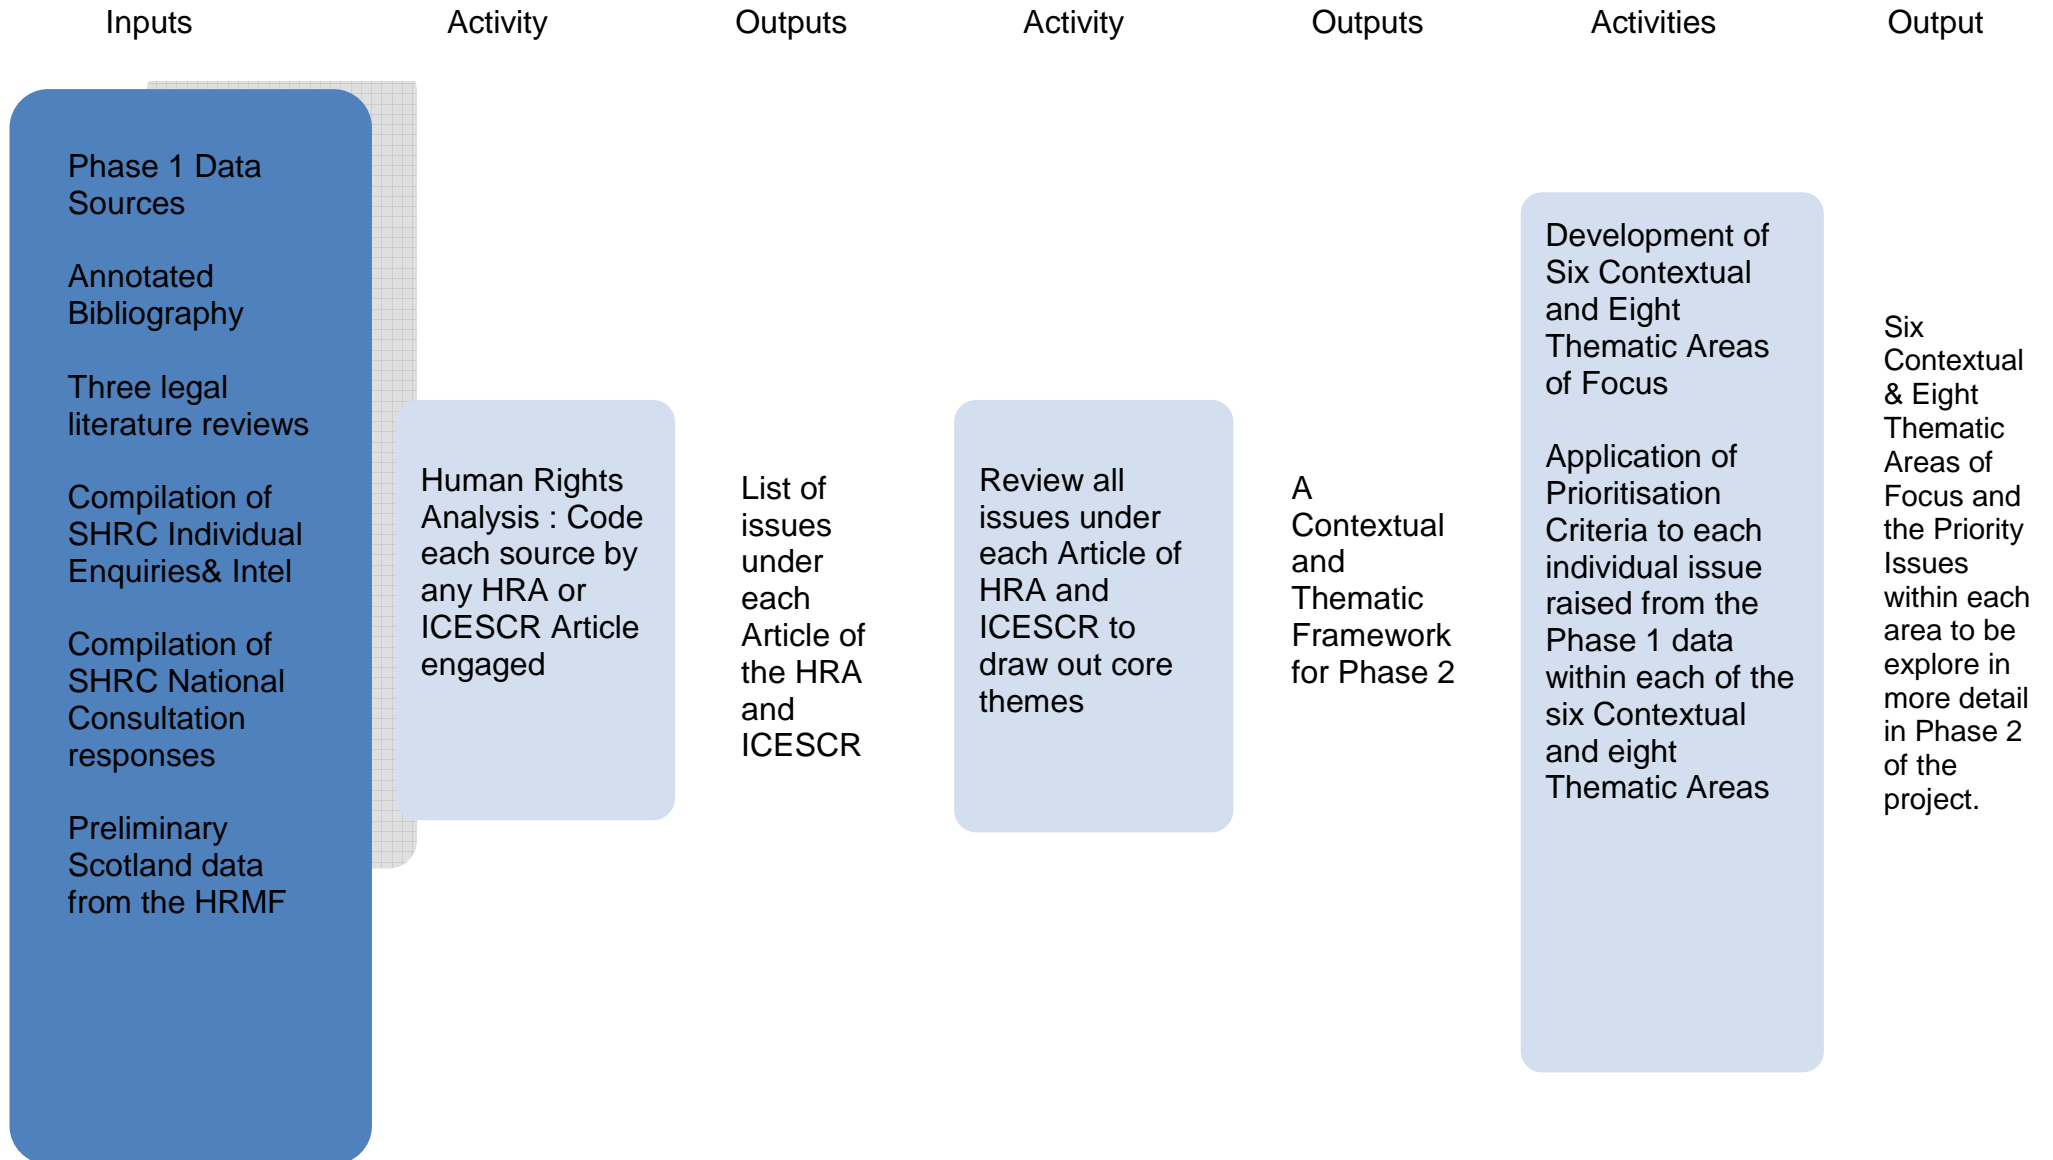 Inputs
Activity
Outputs
Activity
Outputs
Activities
Output
Phase 1 Data
Sources
Annotated
Bibliography
Three legal
literature reviews
Compilation of
SHRC Individual
Enquiries& Intel
Compilation of
SHRC National
Consultation
responses
Preliminary
Scotland data
from the HRMF
Human Rights
Analysis : Code
each source by
any HRA or
ICESCR Article
engaged
List of
issues
under
each
Article of
the HRA
and
ICESCR
Review all
issues under
each Article of
HRA and
ICESCR to
draw out core
themes
A
Contextual
and
Thematic
Framework
for Phase 2
Development of
Six Contextual
and Eight
Thematic Areas
of Focus
Application of
Prioritisation
Criteria to each
individual issue
raised from the
Phase 1 data
within each of the
six Contextual
and eight
Thematic Areas
Six
Contextual
& Eight
Thematic
Areas of
Focus and
the Priority
Issues
within each
area to be
explore in
more detail
in Phase 2
of the
project.